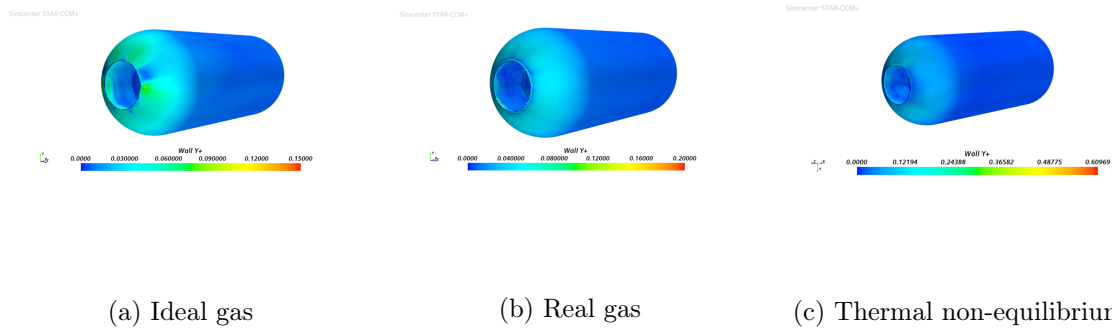 Simcenter STAR-CCM+
Wall Y+
0.0000 0.030000 0.060000 0.090000 0.12000 0.15000
(a) Ideal gas
Simcenter STAR-CCM+
Wall Y+
0.0000 0.040000 0.080000 0.12000 0.16000 0.20000
(b) Real gas
Simcenter STAR-CCM+
Wall Y+
0.0000 0.12194 0.24388 0.36582 0.48775 0.60969
(c) Thermal non-equilibrium